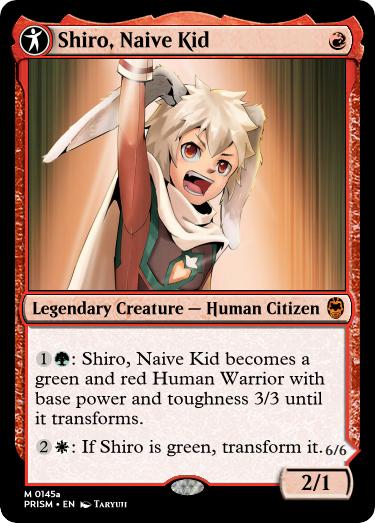 Shiro, Naive Kid
Legendary Creature — Human Citizen
1 : Shiro, Naive Kid becomes a
green and red Human Warrior with
base power and toughness 3/3 until
it transforms.
2 : If Shiro is green, transform it.
6/6
2/1
M 0145a
PRISM • EN Taryuji